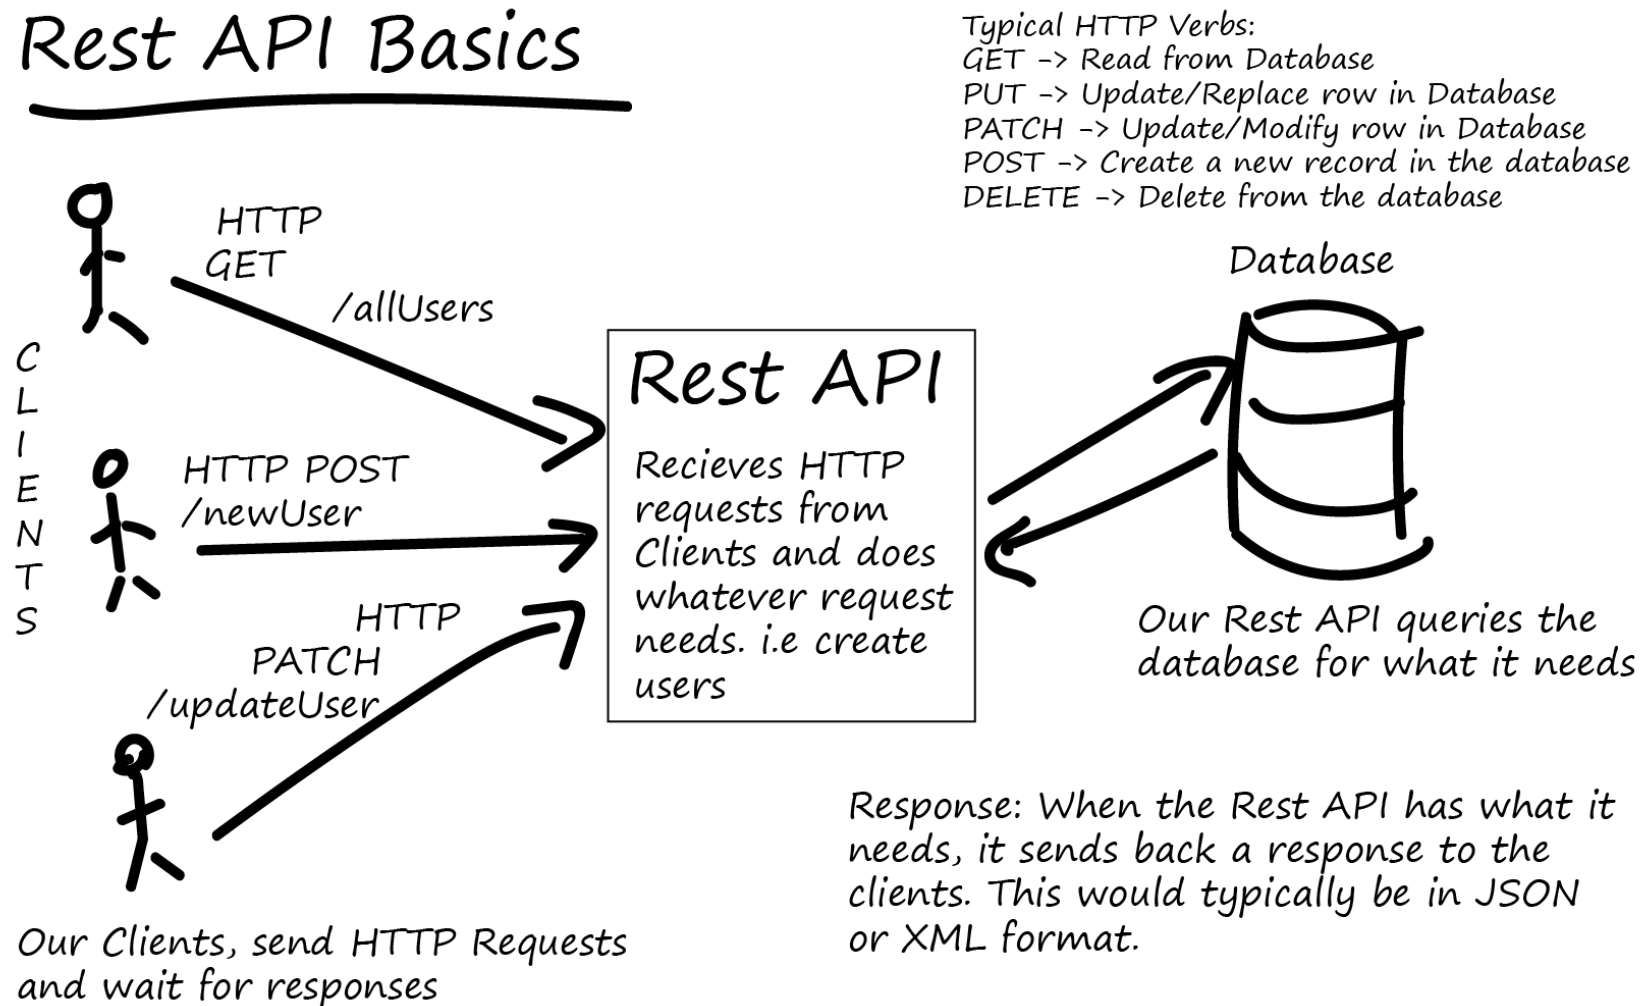 Rest API Basics
Typical HTTP Verbs:
GET -> Read from Database
PUT -> Update/Replace row in Database
PATCH -> Update/Modify row in Database
POST -> Create a new record in the database
DELETE -> Delete from the database
CLIENTS
HTTP
GET
/allUsers
HTTP POST
/newUser
HTTP
PATCH
/updateUser
Rest API
Recieves HTTP
requests from
Clients and does
whatever request
needs. i.e create
users
Database
Our Rest API queries the
database for what it needs
Response: When the Rest API has what it
needs, it sends back a response to the
clients. This would typically be in JSON
or XML format.
Our Clients, send HTTP Requests
and wait for responses